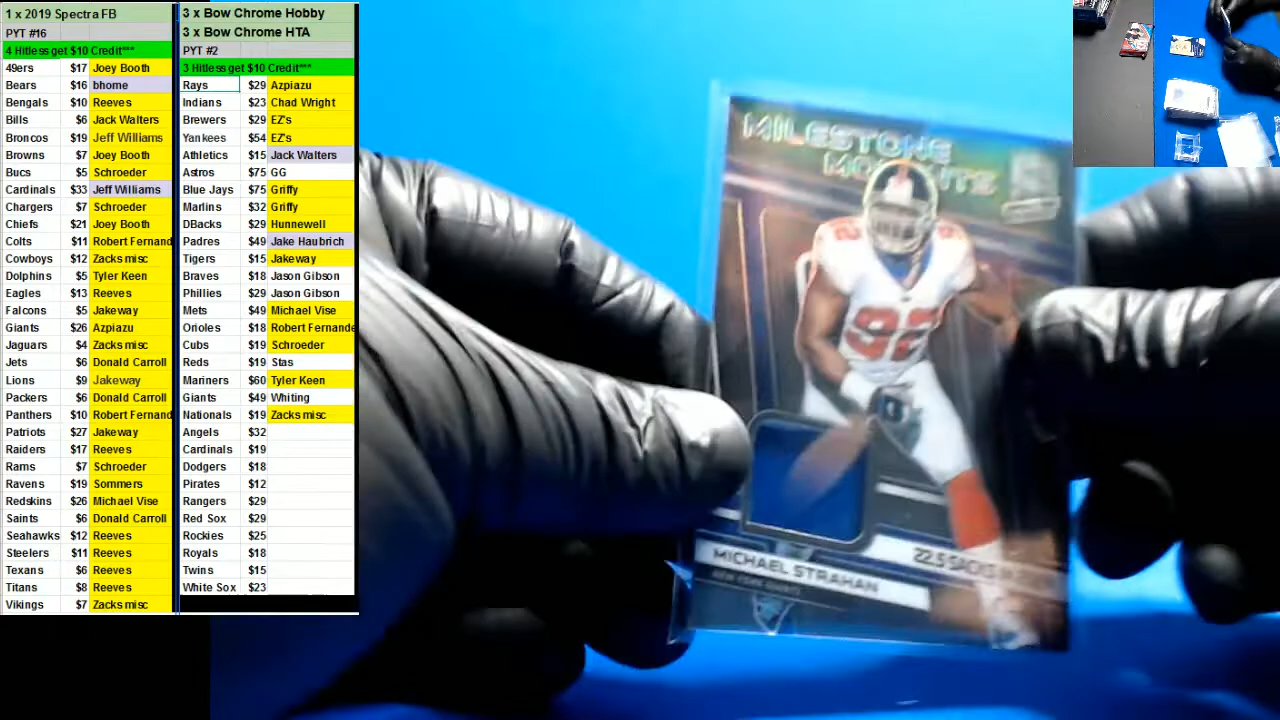 1 x 2019 Spectra FB
PYT #16
4 Hitless get $10 Credit***
49ers $17 Joey Booth
Bears $16 bhorne
Bengals $10 Reeves
Bills $6 Jack Walters
Broncos $19 Jeff Williams
Browns $7 Joey Booth
Bucs $5 Schroeder
Cardinals $33 Jeff Williams
Chargers $7 Schroeder
Chiefs $21 Joey Booth
Colts $11 Robert Fernand
Cowboys $12 Zacks misc
Dolphins $5 Tyler Keen
Eagles $13 Reeves
Falcons $5 Jakeway
Giants $26 Azpiazu
Jaguars $4 Zacks misc
Jets $6 Donald Carroll
Lions $9 Jakeway
Packers $6 Donald Carroll
Panthers $10 Robert Fernand
Patriots $27 Jakeway
Raiders $17 Reeves
Rams $7 Schroeder
Ravens $19 Sommers
Redskins $26 Michael Vise
Saints $6 Donald Carroll
Seahawks $12 Reeves
Steelers $11 Reeves
Texans $6 Reeves
Titans $8 Reeves
Vikings $7 Zacks misc
3 x Bow Chrome Hobby
3 x Bow Chrome HTA
PYT #2
3 Hitless get $10 Credit***
Rays $29 Azpiazu
Indians $23 Chad Wright
Brewers $29 EZ's
Yankees $54 EZ's
Athletics $15 Jack Walters
Astros $75 GG
Blue Jays $75 Griffy
Marlins $32 Griffy
DBacks $29 Hunnewell
Padres $49 Jake Haubrich
Tigers $15 Jakeway
Braves $18 Jason Gibson
Phillies $29 Jason Gibson
Mets $49 Michael Vise
Orioles $18 Robert Fernande
Cubs $19 Schroeder
Reds $19 Stas
Mariners $60 Tyler Keen
Giants $49 Whiting
Nationals $19 Zacks misc
Angels $32
Cardinals $19
Dodgers $18
Pirates $12
Rangers $29
Red Sox $29
Rockies $25
Royals $18
Twins $15
White Sox $23
MILESTONE
92
MICHAEL STRAHAN
NEW YORK GIANTS
22.5 SACKS